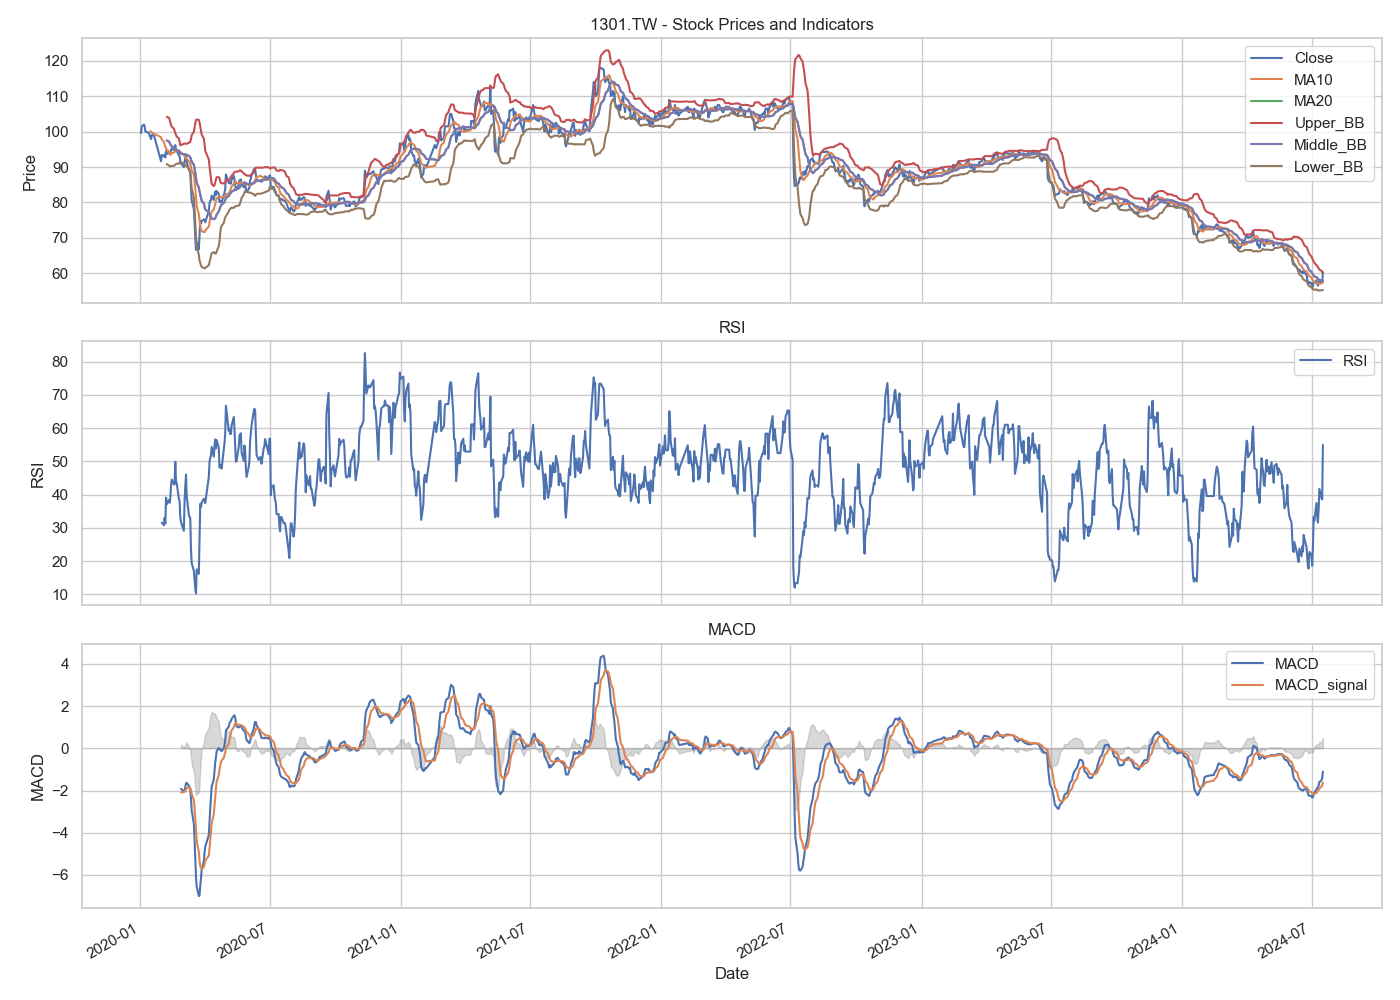 1301.TW - Stock Prices and Indicators
Price
120
110
100
90
80
70
60
Close
MA10
MA20
Upper_BB
Middle_BB
Lower_BB
RSI
RSI
80
70
60
50
40
30
20
10
RSI
MACD
MACD
4
2
0
−2
−4
−6
MACD
MACD_signal
2020-01
2020-07
2021-01
2021-07
2022-01
2022-07
2023-01
2023-07
2024-01
2024-07
Date